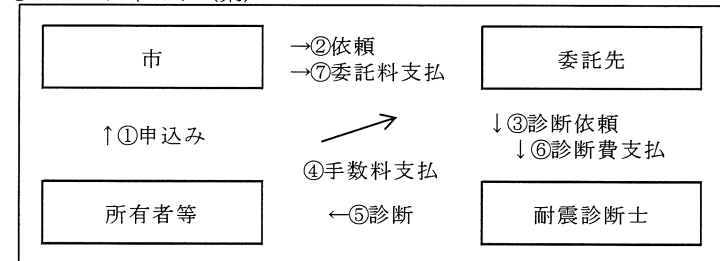 市
→②依頼
→⑦委託料支払
委託先
↑①申込み
↓③診断依頼
↓⑥診断費支払
④手数料支払
所有者等
←⑤診断
耐震診断士